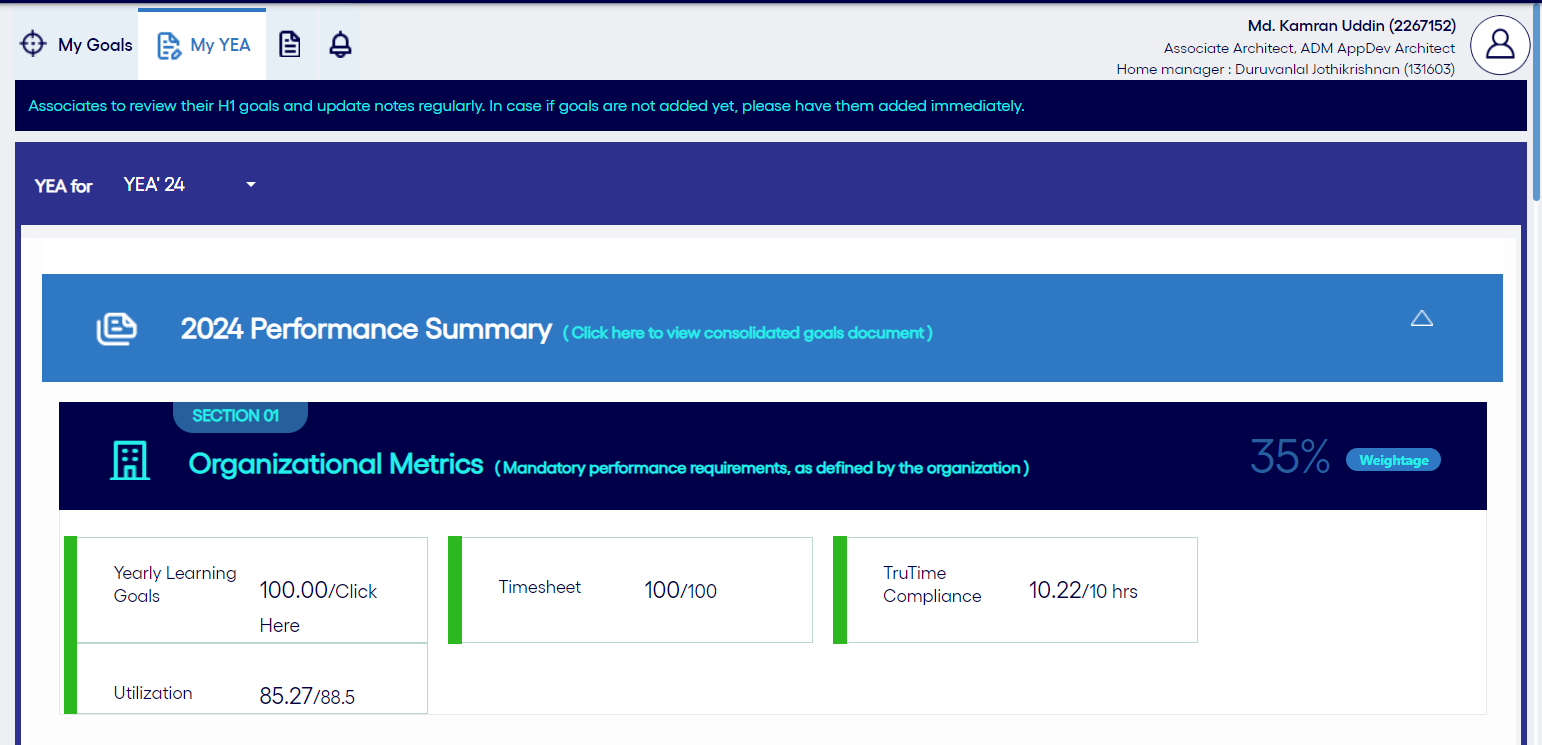 My Goals
My YEA
Md. Kamran Uddin (2267152)
Associate Architect, ADM AppDev Architect
Home manager : Duruvanlal Jothikrishnan (131603)
Associates to review their H1 goals and update notes regularly. In case if goals are not added yet, please have them added immediately.
YEA for YEA' 24
2024 Performance Summary ( Click here to view consolidated goals document )
SECTION 01
Organizational Metrics ( Mandatory performance requirements, as defined by the organization )
35% Weightage
Yearly Learning
Goals
100.00/Click
Here
Timesheet 100/100
TruTime
Compliance
10.22/10 hrs
Utilization 85.27/88.5